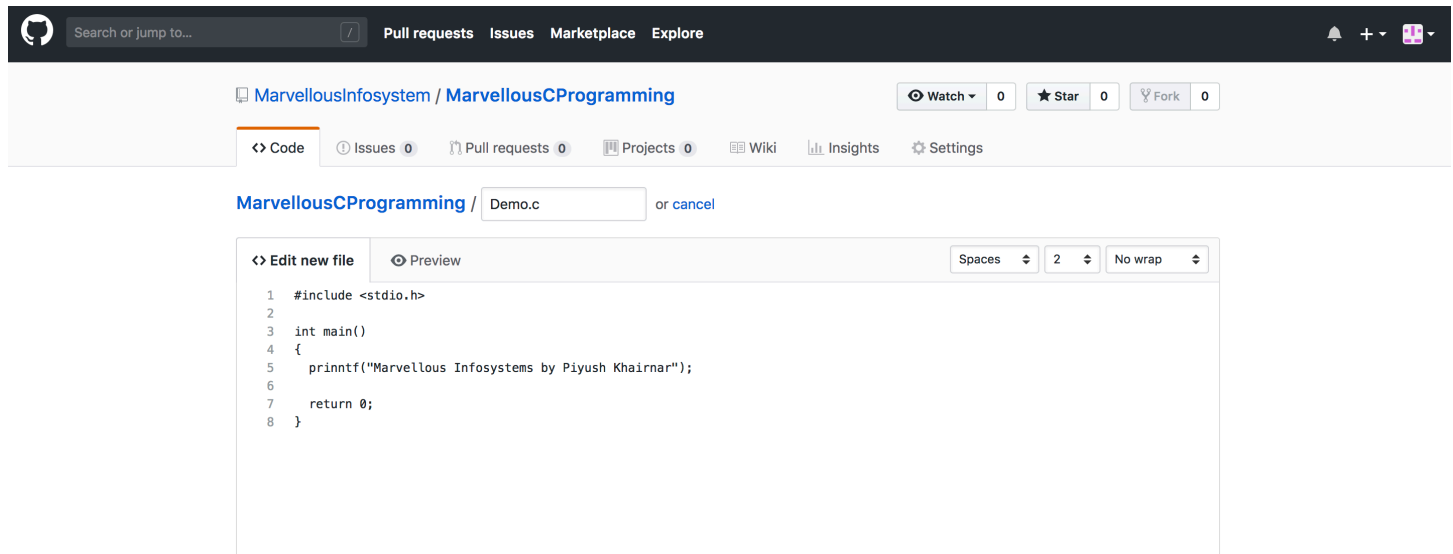 Search or jump to... / Pull requests Issues Marketplace Explore
MarvellousInfosystem / MarvellousCProgramming Watch 0 Star 0 Fork 0
Code Issues 0 Pull requests 0 Projects 0 Wiki Insights Settings
MarvellousCProgramming / Demo.c or cancel
Edit new file Preview Spaces 2 No wrap
1 #include <stdio.h>
2
3 int main()
4 {
5 prinntf("Marvellous Infosystems by Piyush Khairnar");
6
7 return 0;
8 }